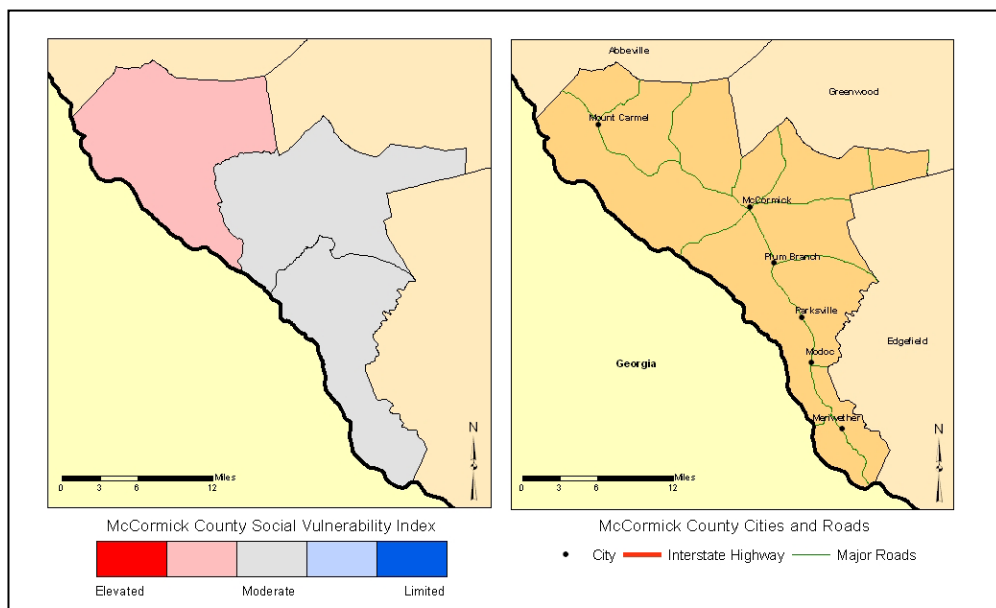 N
0 3 6 12 Miles
McCormick County Social Vulnerability Index
Elevated Moderate Limited
Abbeville
Greenwood
Mount Carmel
McCormick
Plum Branch
Parksville
Edgefield
Modoc
Georgia
Meriwether
N
0 3 6 12 Miles
McCormick County Cities and Roads
City Interstate Highway Major Roads